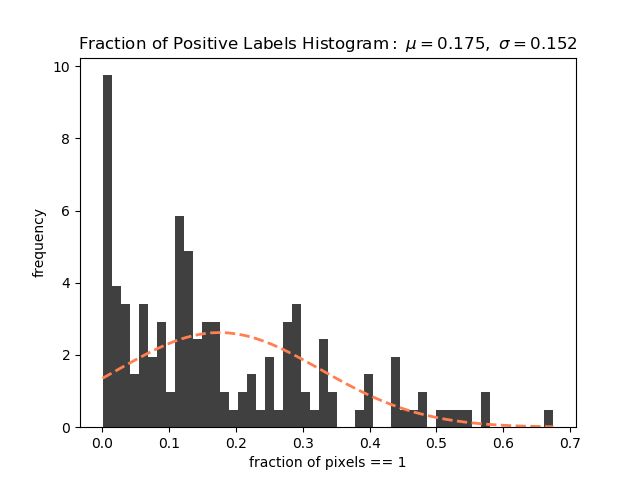 Fraction of Positive Labels Histogram: μ = 0.175, σ = 0.152
10
8
6
4
2
0
frequency
0.0 0.1 0.2 0.3 0.4 0.5 0.6 0.7
fraction of pixels == 1